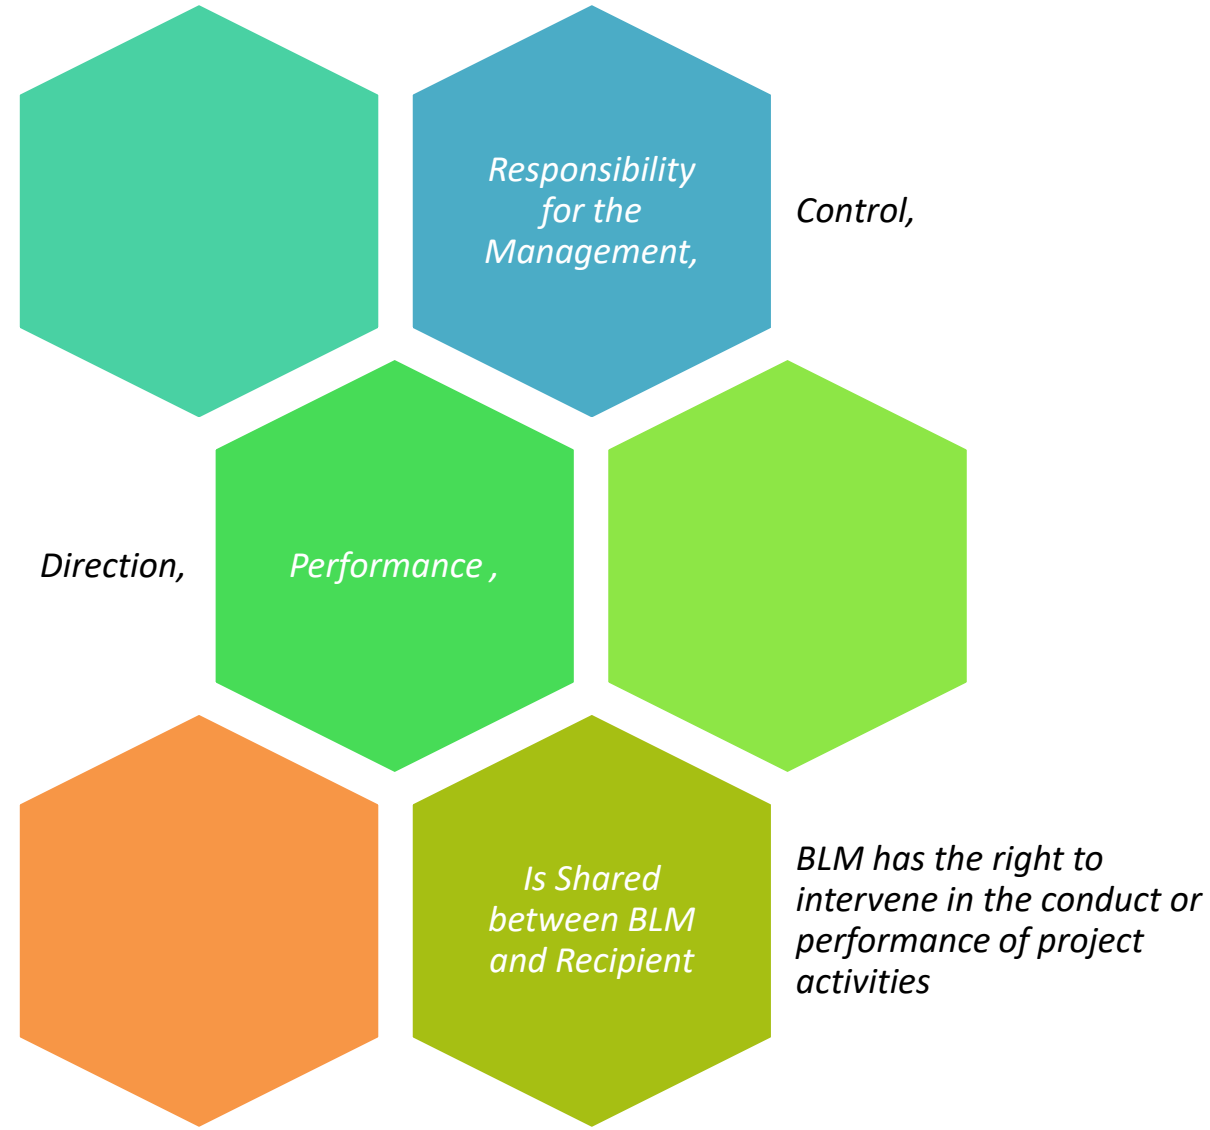 Responsibility
for the
Management,
Control,
Direction,
Performance ,
Is Shared
between BLM
and Recipient
BLM has the right to
intervene in the conduct or
performance of project
activities